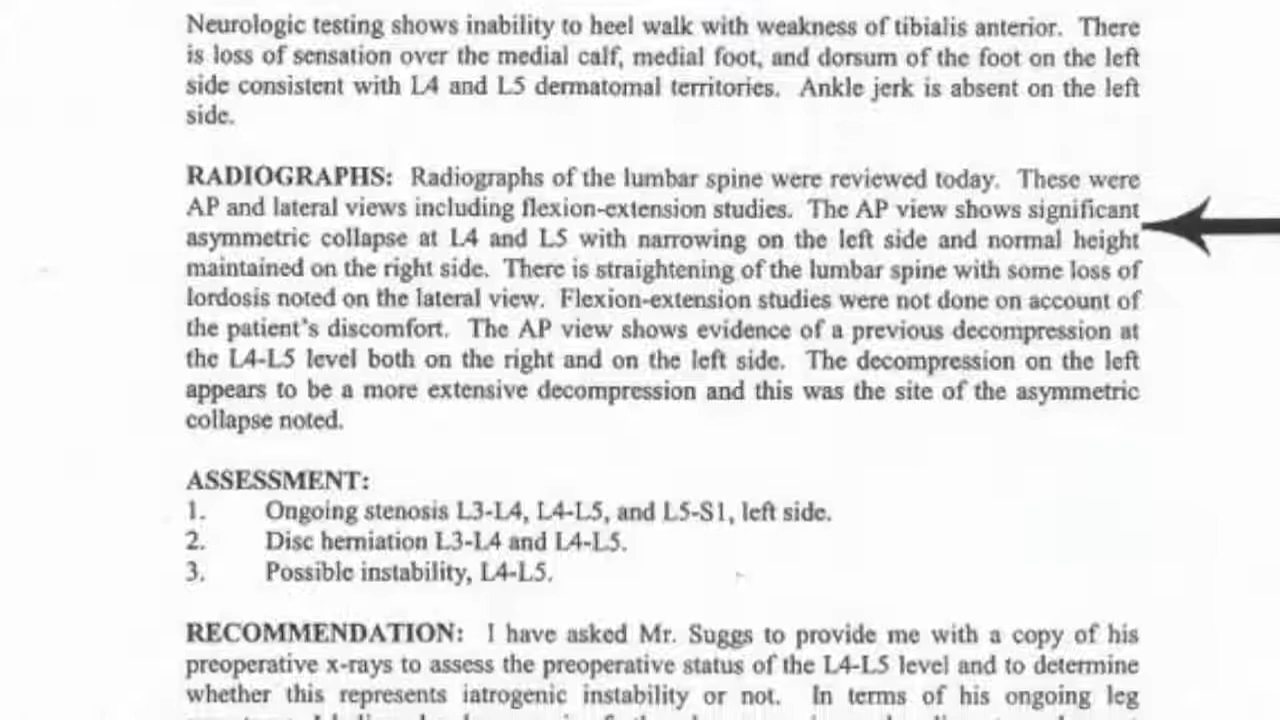 Neurologic testing shows inability to heel walk with weakness of tibialis anterior. There
is loss of sensation over the medial calf, medial foot, and dorsum of the foot on the left
side consistent with L4 and L5 dermatomal territories. Ankle jerk is absent on the left
side.
RADIOGRAPHS: Radiographs of the lumbar spine were reviewed today. These were
AP and lateral views including flexion-extension studies. The AP view shows significant
asymmetric collapse at L4 and L5 with narrowing on the left side and normal height
maintained on the right side. There is straightening of the lumbar spine with some loss of
lordosis noted on the lateral view. Flexion-extension studies were not done on account of
the patient's discomfort. The AP view shows evidence of a previous decompression at
the L4-L5 level both on the right and on the left side. The decompression on the left
appears to be a more extensive decompression and this was the site of the asymmetric
collapse noted.
ASSESSMENT:
1. Ongoing stenosis L3-L4, L4-L5, and L5-S1, left side.
2. Disc herniation L3-L4 and L4-L5.
3. Possible instability, L4-L5.
RECOMMENDATION: I have asked Mr. Suggs to provide me with a copy of his
preoperative x-rays to assess the preoperative status of the L4-L5 level and to determine
whether this represents iatrogenic instability or not. In terms of his ongoing leg